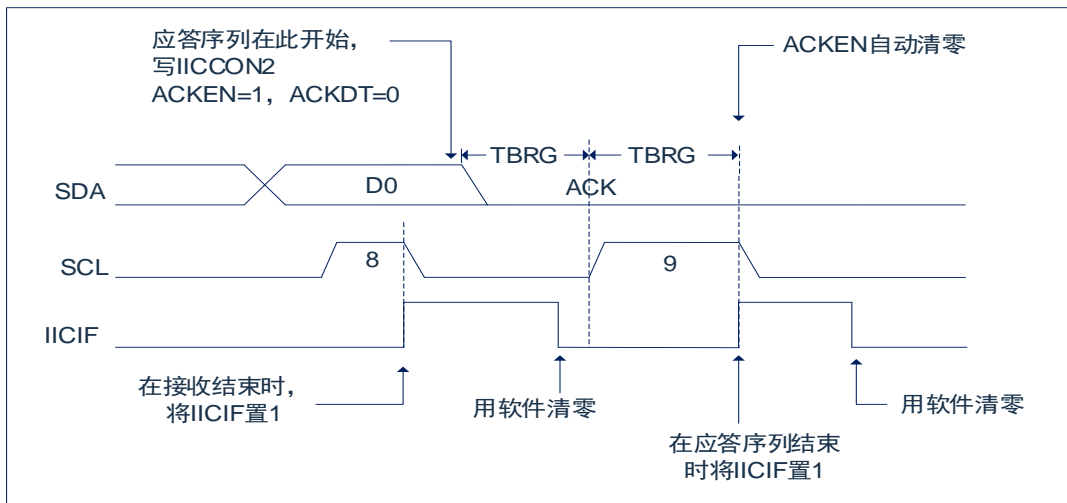 应答序列在此开始，
写IICCON2
ACKEN=1，ACKDT=0
ACKEN自动清零
TBRG
TBRG
SDA
D0
ACK
SCL
8
9
IICIF
在接收结束时，
将IICIF置1
用软件清零
在应答序列结束
时将IICIF置1
用软件清零